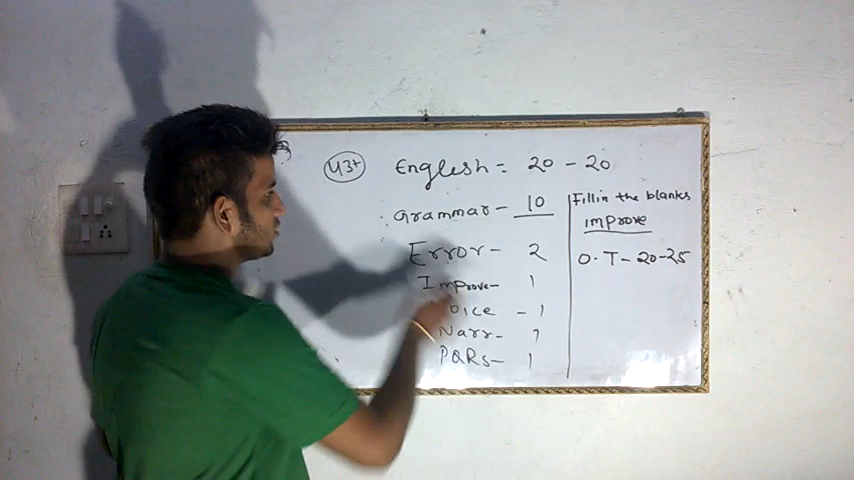 43+
English = 20 - 20
Grammar - 10
Error - 2
Improve - 1
oice - 1
Narr - 1
PQRS - 1
Fill in the blanks
improve
O.T - 20-25